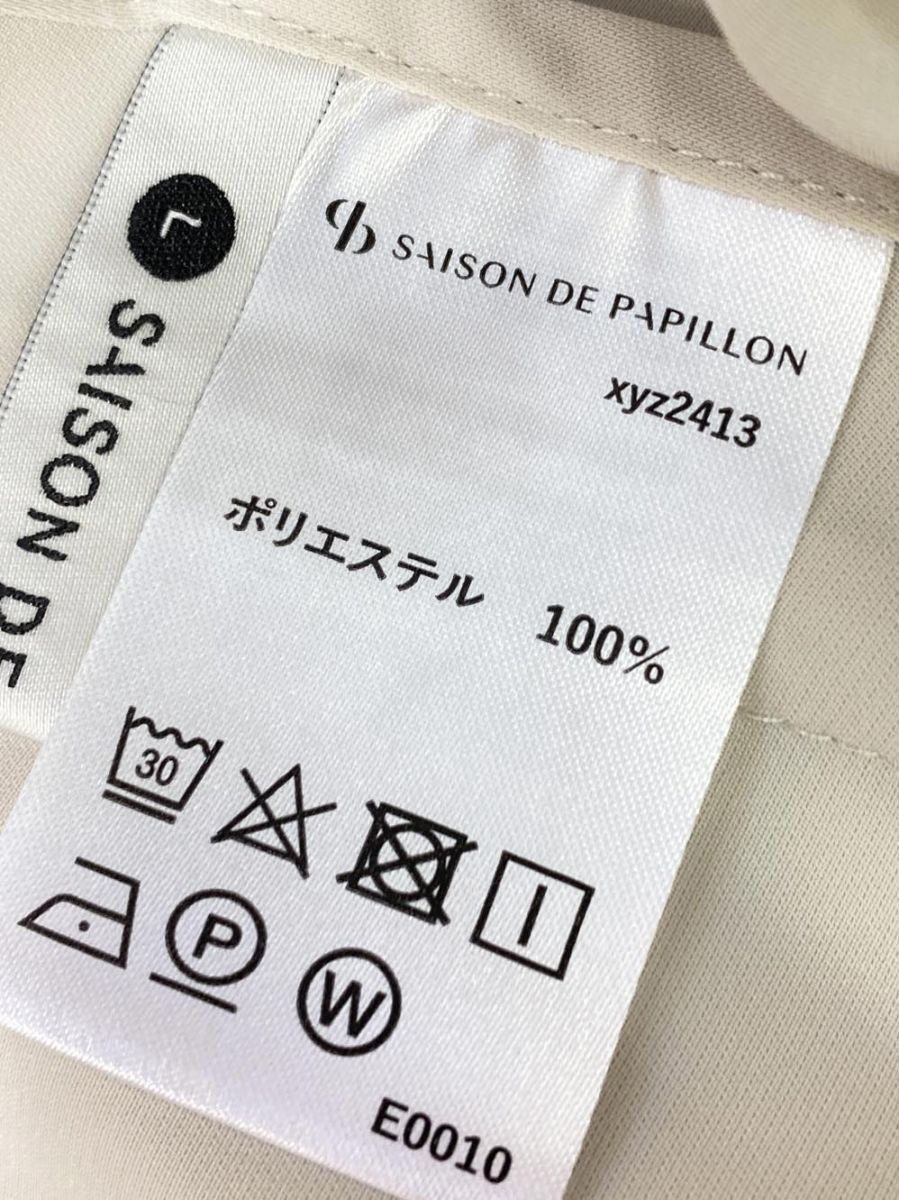 L
SAISON DE
SAISON DE PAPILLON
xyz2413
ポリエステル 100%
30
P
W
E0010